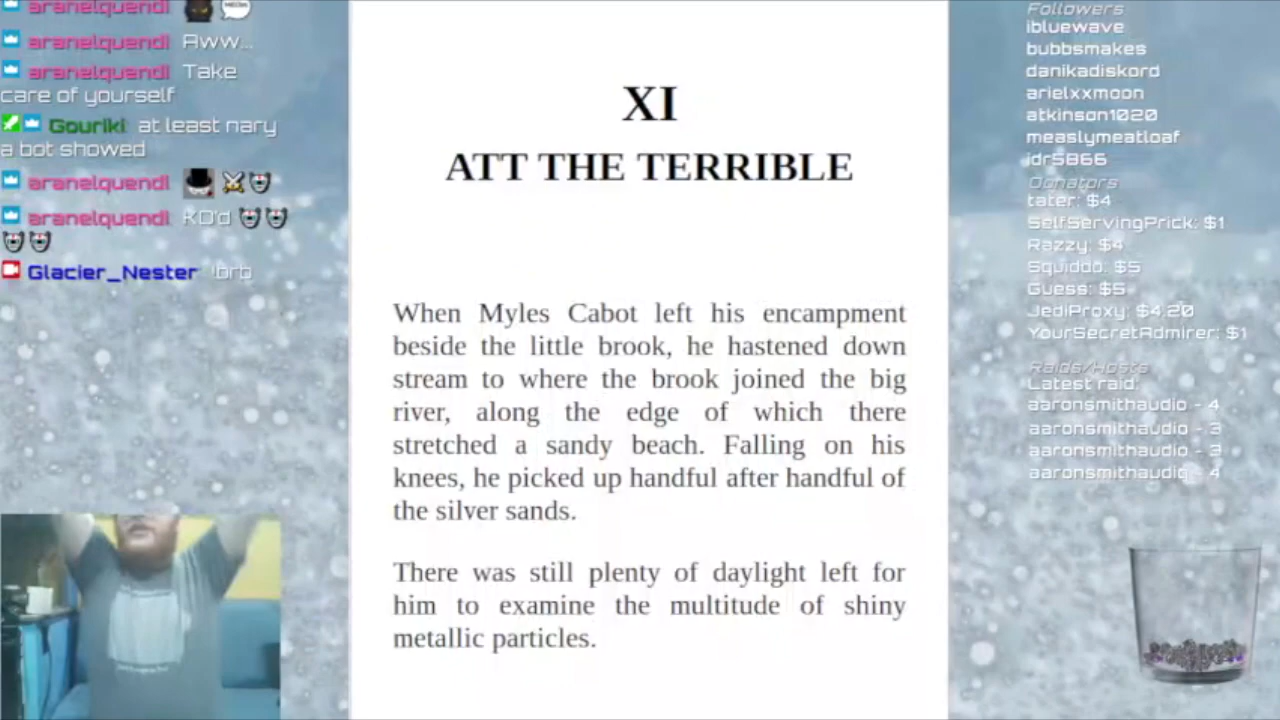 aranelquendi
aranelquendi Aww...
aranelquendi Take
care of yourself
Gouriki at least nary
a bot showed
aranelquendi
aranelquendi KO'd
Glacier_Nester !brb
XI
ATT THE TERRIBLE
When Myles Cabot left his encampment
beside the little brook, he hastened down
stream to where the brook joined the big
river, along the edge of which there
stretched a sandy beach. Falling on his
knees, he picked up handful after handful of
the silver sands.
There was still plenty of daylight left for
him to examine the multitude of shiny
metallic particles.
Followers
ibluewave
bubbsmakes
danikadiskord
arielxxmoon
atkinson1020
measlymeatloaf
idr5866
Donators
tater: $4
SelfServingPrick: $1
Razzy: $4
Squiddo: $5
Guess: $5
JediProxy: $4.20
YourSecretAdmirer: $1
Raids/Hosts
Latest raid:
aaronsmithaudio - 4
aaronsmithaudio - 3
aaronsmithaudio - 3
aaronsmithaudio - 4